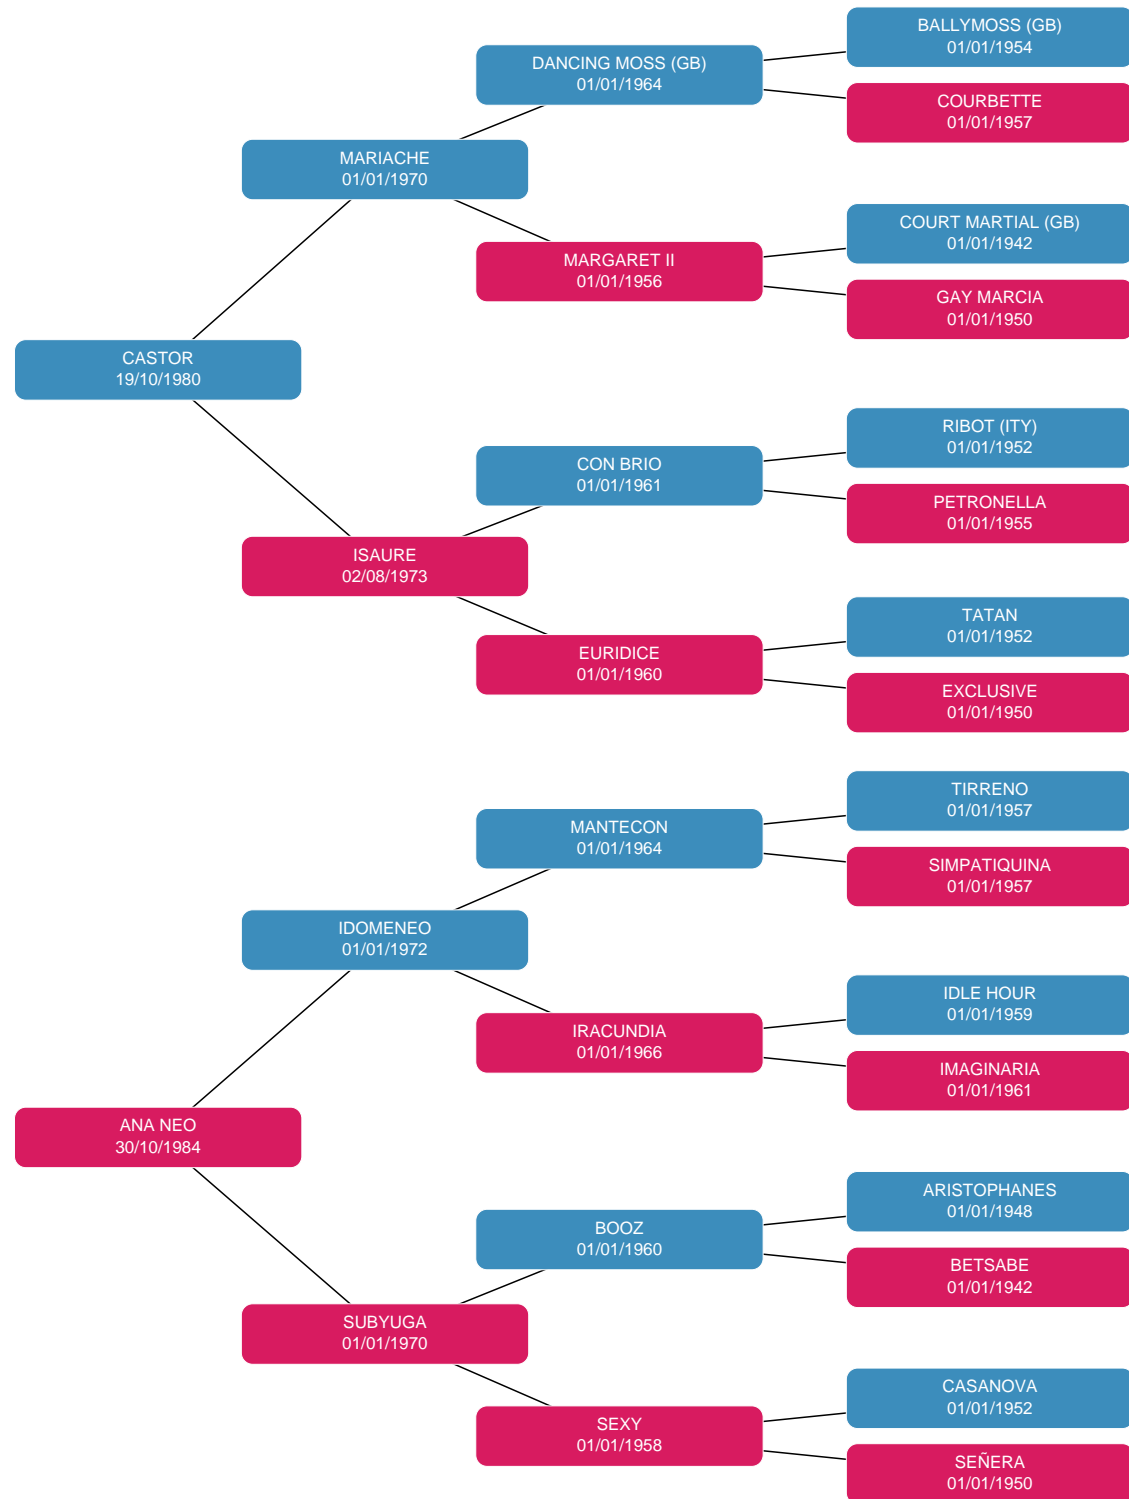 BALLYMOSS (GB)
01/01/1954
DANCING MOSS (GB)
01/01/1964
COURBETTE
01/01/1957
MARIACHE
01/01/1970
COURT MARTIAL (GB)
01/01/1942
MARGARET II
01/01/1956
GAY MARCIA
01/01/1950
CASTOR
19/10/1980
RIBOT (ITY)
01/01/1952
CON BRIO
01/01/1961
PETRONELLA
01/01/1955
ISAURE
02/08/1973
TATAN
01/01/1952
EURIDICE
01/01/1960
EXCLUSIVE
01/01/1950
TIRRENO
01/01/1957
MANTECON
01/01/1964
SIMPATIQUINA
01/01/1957
IDOMENEO
01/01/1972
IDLE HOUR
01/01/1959
IRACUNDIA
01/01/1966
IMAGINARIA
01/01/1961
ANA NEO
30/10/1984
ARISTOPHANES
01/01/1948
BOOZ
01/01/1960
BETSABE
01/01/1942
SUBYUGA
01/01/1970
CASANOVA
01/01/1952
SEXY
01/01/1958
SEÑERA
01/01/1950